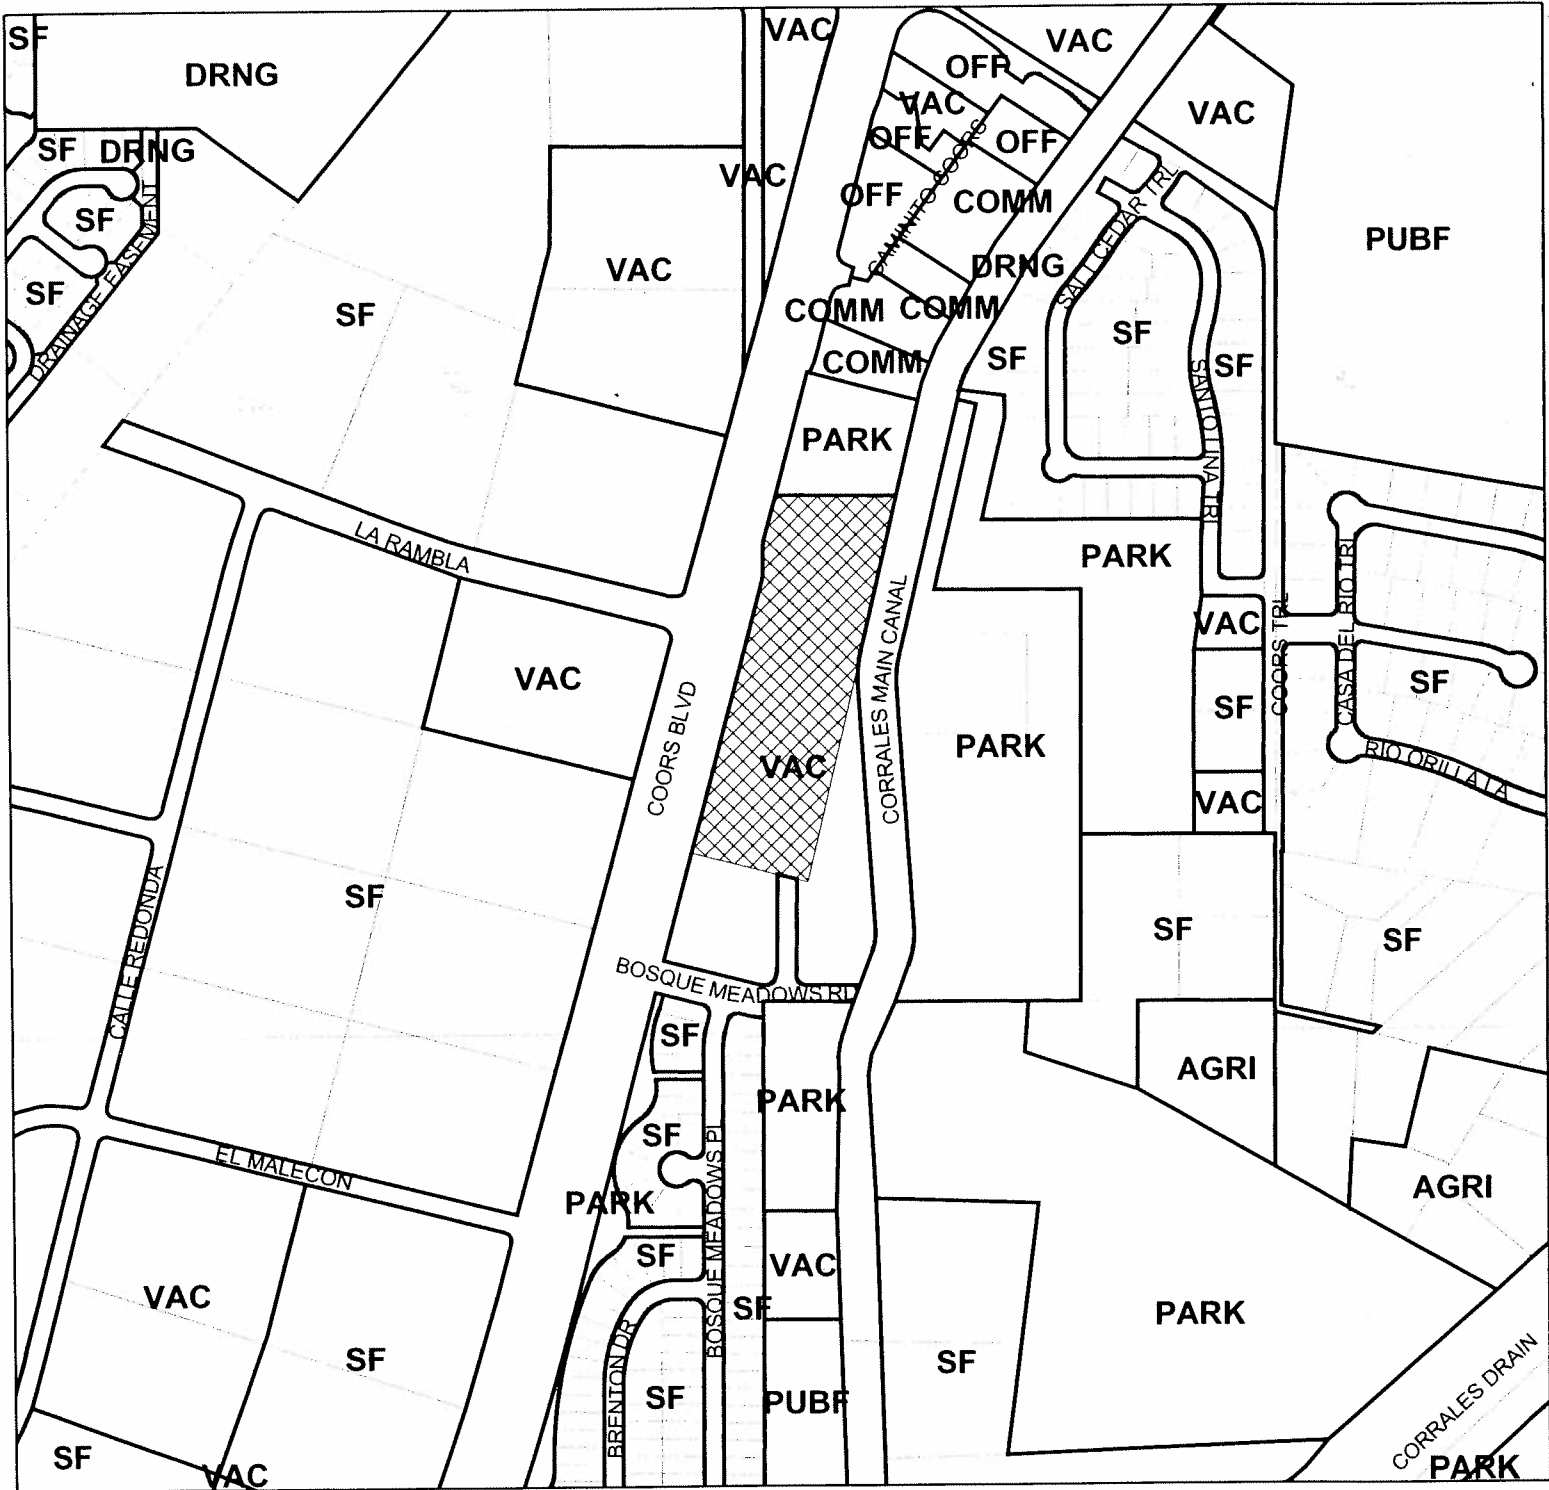 SF
DRNG
VAC
OFF
VAC
VAC
VAC
OFF
OFF
SF
DRNG
VAC
OFF
COMM
CAMINITO COORS
SALT CEDAR TRL
PUBF
SF
DRAINAGE EASEMENT
VAC
DRNG
SF
SF
COMM
COMM
SF
COMM
SF
SF
SANTOLINA TRL
PARK
LA RAMBLA
PARK
VAC
COORS TRL
CASA DEL RIO TRL
VAC
COORS BLVD
CORRALES MAIN CANAL
SF
SF
PARK
VAC
RIO ORILLA LA
VAC
SF
CALLE REDONDA
SF
SF
BOSQUE MEADOWS RD
SF
AGRI
PARK
SF
EL MALECON
BOSQUE MEADOWS PL
PARK
AGRI
SF
VAC
VAC
SF
PARK
SF
BRENTON DR
SF
SF
PUBF
CORRALES DRAIN
SF
VAC
PARK